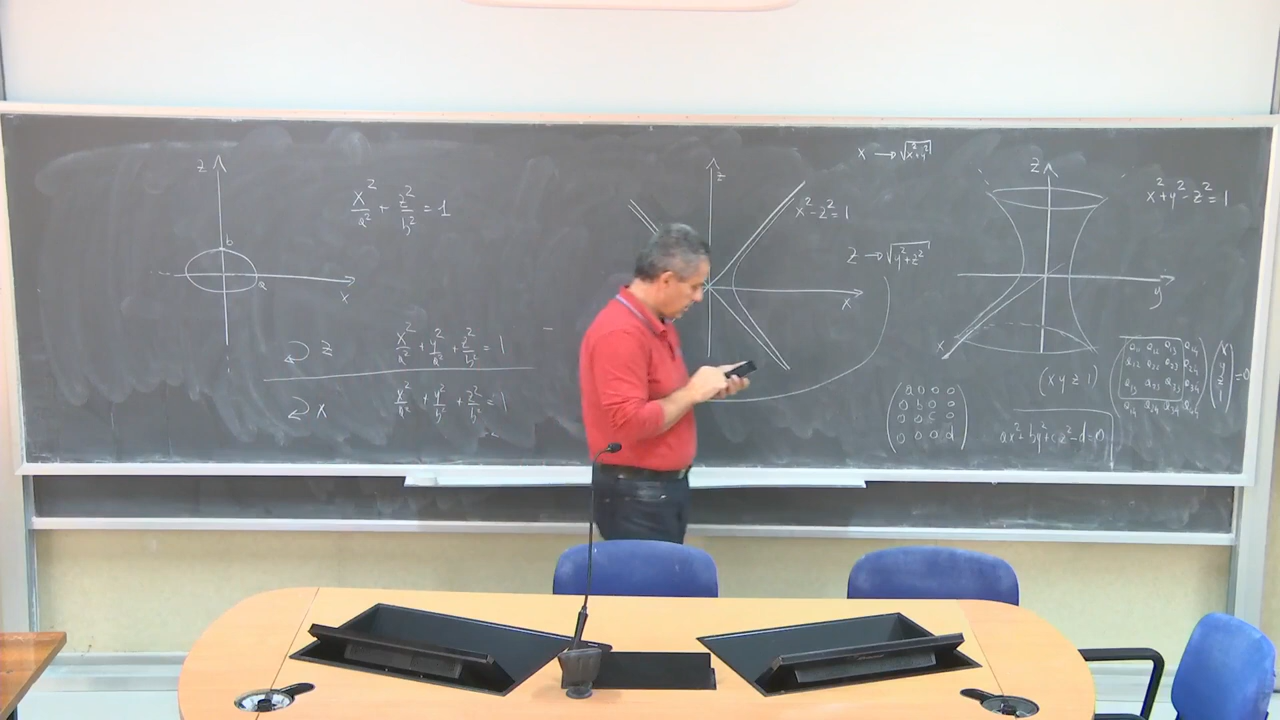 z
b
a
x
x²/a² + z²/b² = 1
↻ z
x²/a² + y²/a² + z²/b² = 1
↻ x
x²/a² + y²/b² + z²/b² = 1
z
x² - z² = 1
x
x → √x²+y²
z → √y²+z²
z
y
x
x² + y² - z² = 1
(a 0 0 0
0 b 0 0
0 0 c 0
0 0 0 d)
(x y z 1)
ax² + by² + cz² - d = 0
= 0